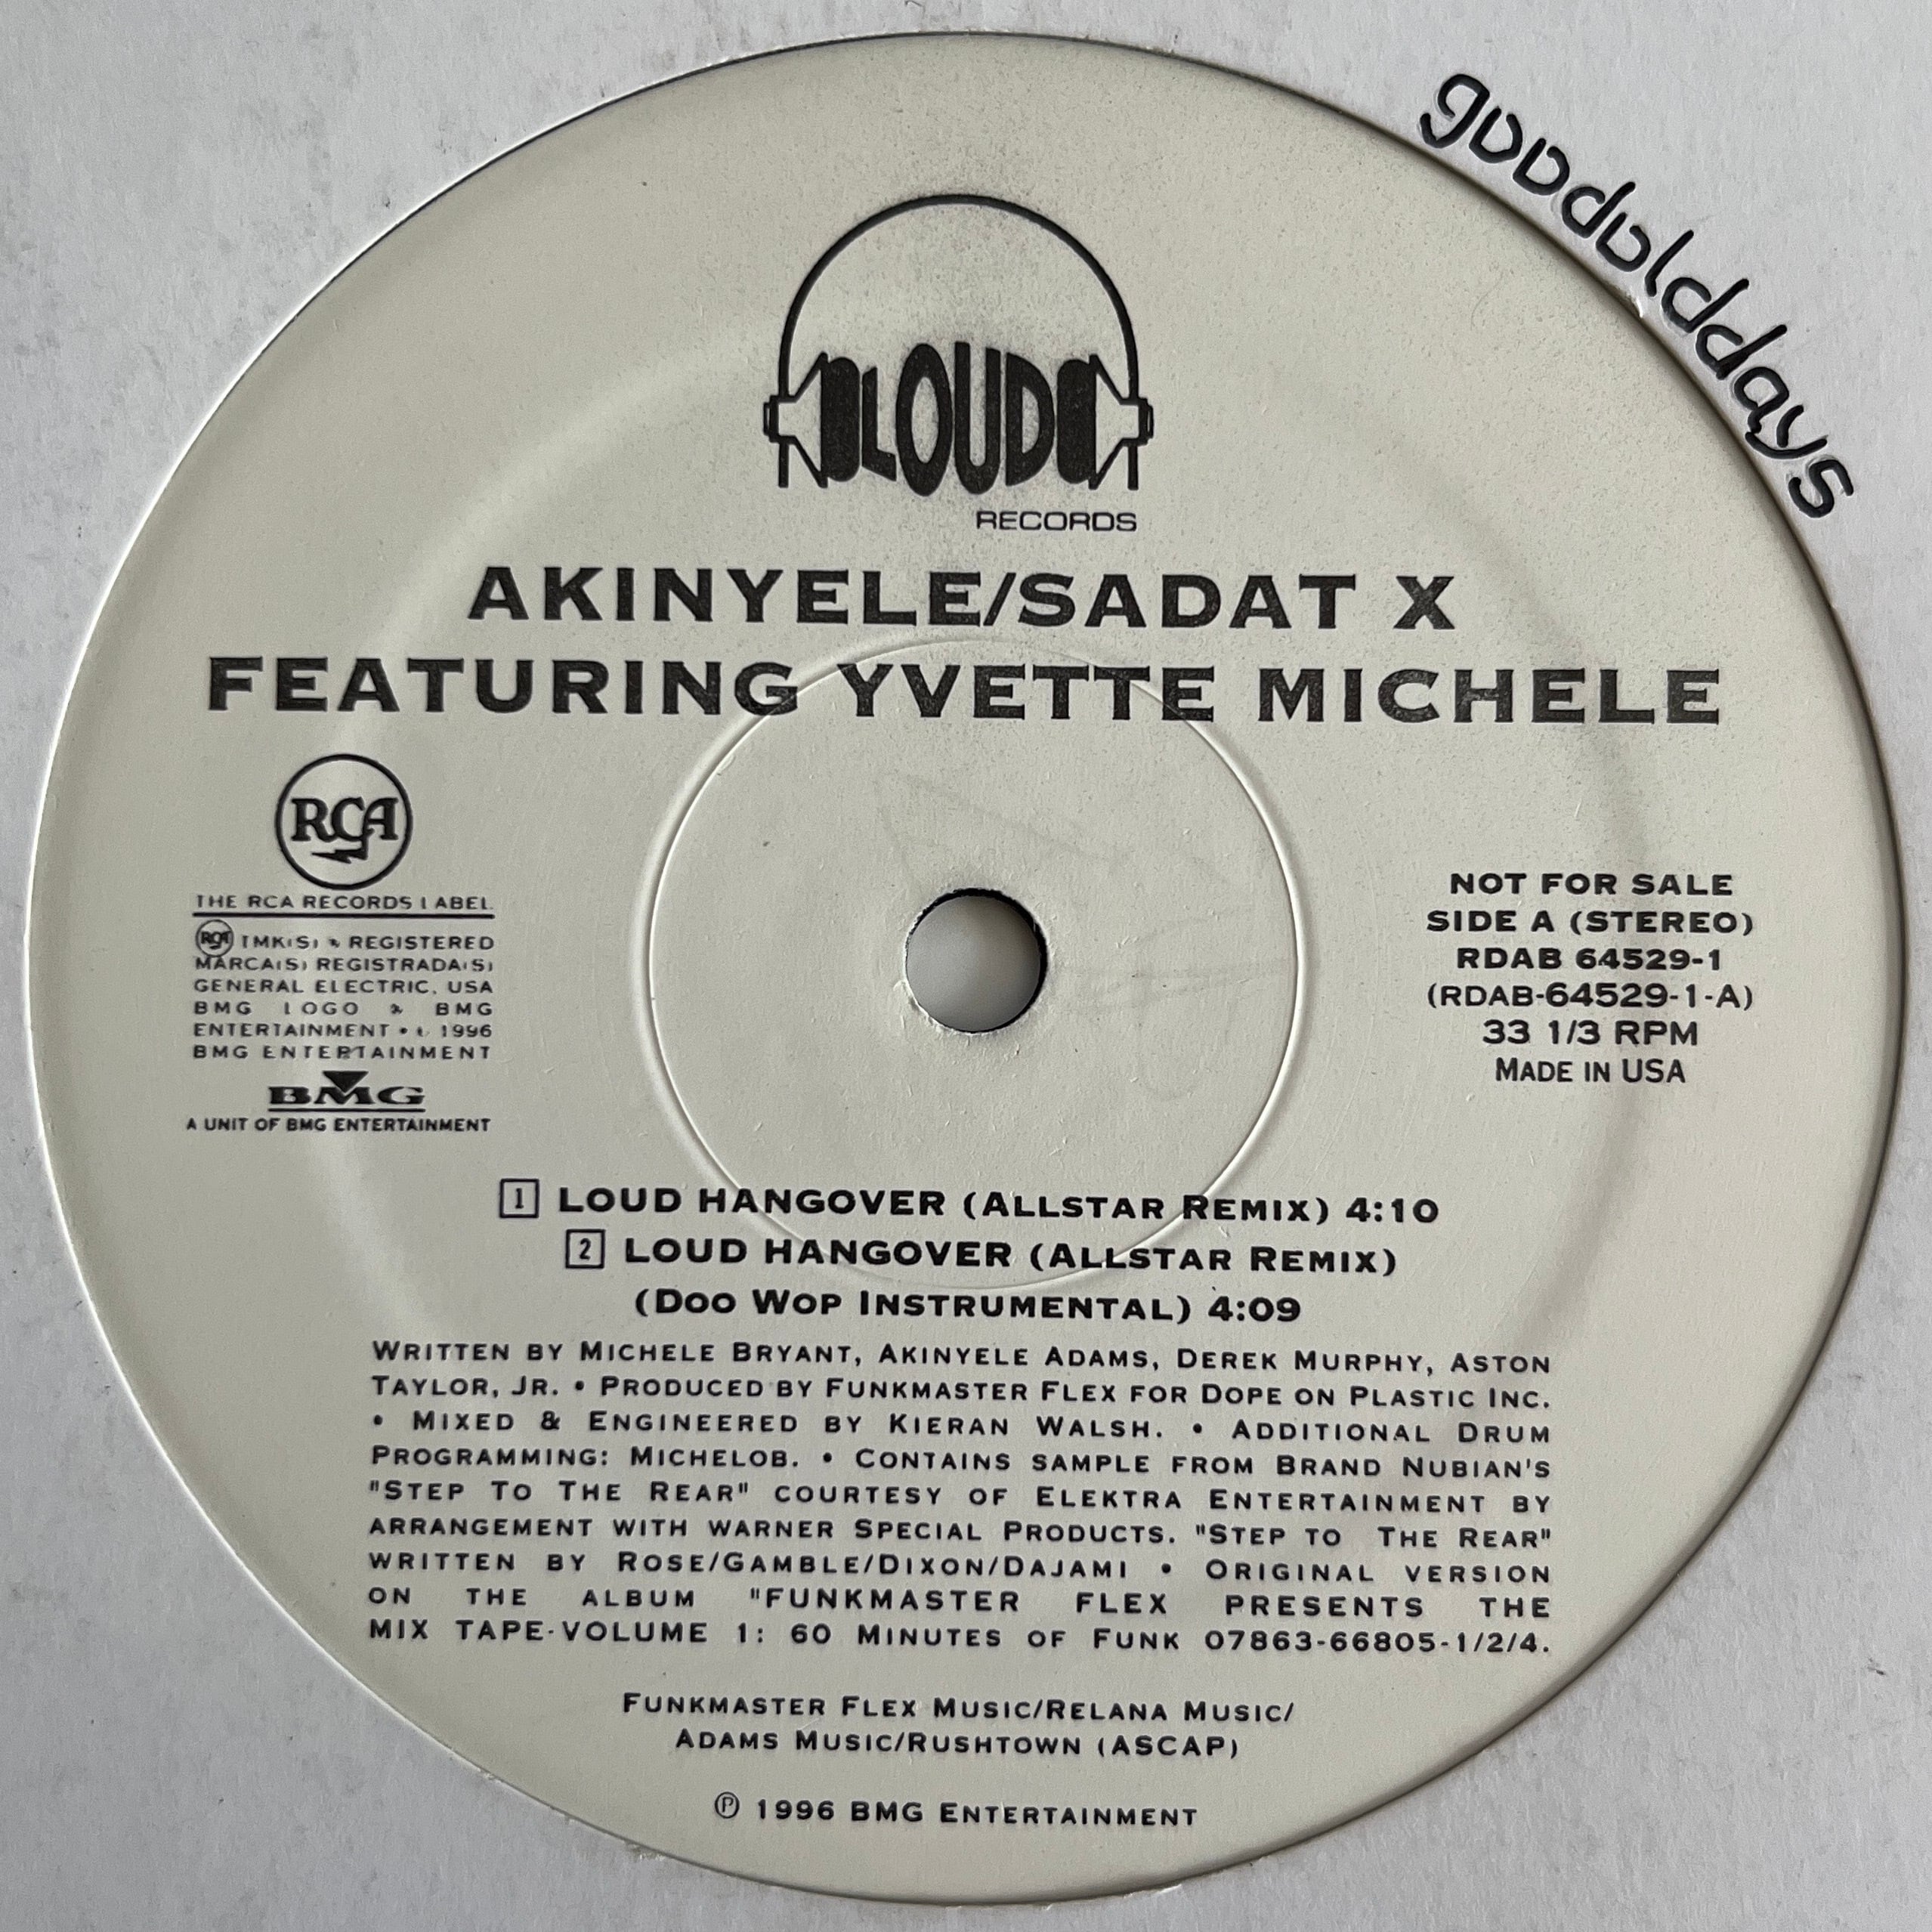 goodolddays
LOUD
RECORDS
AKINYELE/SADAT X
FEATURING YVETTE MICHELE
RCA
THE RCA RECORDS LABEL
RCA TMK(S) ® REGISTERED
MARCA(S) REGISTRADA(S)
GENERAL ELECTRIC, USA
BMG LOGO ® BMG
ENTERTAINMENT • © 1996
BMG ENTERTAINMENT
BMG
A UNIT OF BMG ENTERTAINMENT
NOT FOR SALE
SIDE A (STEREO)
RDAB 64529-1
(RDAB-64529-1-A)
33 1/3 RPM
MADE IN USA
1 LOUD HANGOVER (ALLSTAR REMIX) 4:10
2 LOUD HANGOVER (ALLSTAR REMIX)
(DOO WOP INSTRUMENTAL) 4:09
WRITTEN BY MICHELE BRYANT, AKINYELE ADAMS, DEREK MURPHY, ASTON
TAYLOR, JR. • PRODUCED BY FUNKMASTER FLEX FOR DOPE ON PLASTIC INC.
• MIXED & ENGINEERED BY KIERAN WALSH. • ADDITIONAL DRUM
PROGRAMMING: MICHELOB. • CONTAINS SAMPLE FROM BRAND NUBIAN'S
"STEP TO THE REAR" COURTESY OF ELEKTRA ENTERTAINMENT BY
ARRANGEMENT WITH WARNER SPECIAL PRODUCTS. "STEP TO THE REAR"
WRITTEN BY ROSE/GAMBLE/DIXON/DAJAMI • ORIGINAL VERSION
ON THE ALBUM "FUNKMASTER FLEX PRESENTS THE
MIX TAPE-VOLUME 1: 60 MINUTES OF FUNK 07863-66805-1/2/4.
FUNKMASTER FLEX MUSIC/RELANA MUSIC/
ADAMS MUSIC/RUSHTOWN (ASCAP)
℗ 1996 BMG ENTERTAINMENT